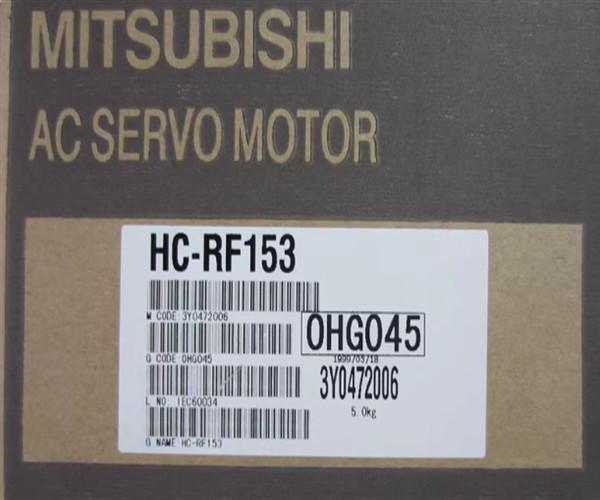 MITSUBISHI
AC SERVO MOTOR
HC-RF153
M CODE: 3Y0472006
OHG045
G CODE: OHG045
1999/03/18
3Y0472006
L NO: IEC60034
5.0kg
G NAME: HC-RF153